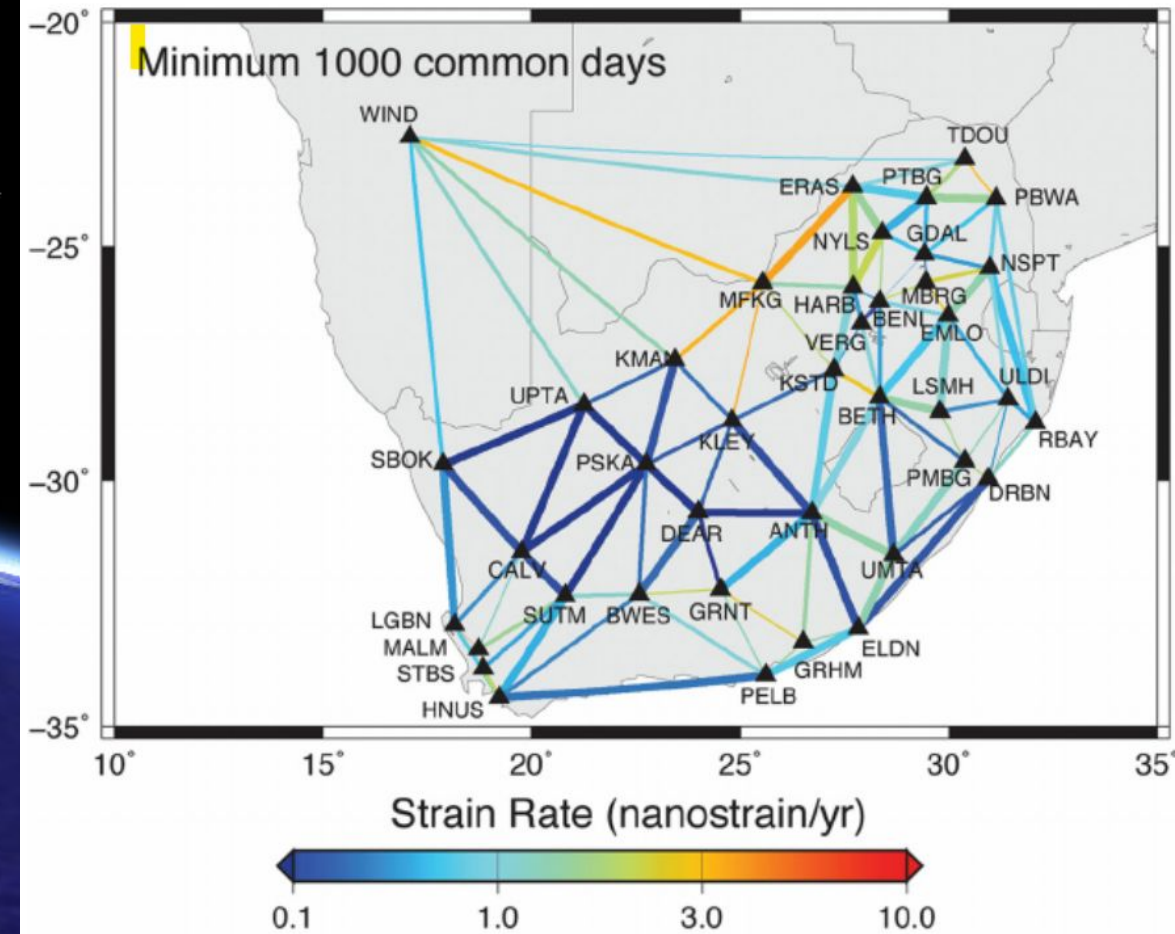 −20°
Minimum 1000 common days
WIND
TDOU
ERAS
PTBG
PBWA
NYLS
GDAL
−25°
NSPT
MFKG
HARB
MBRG
BENI
EMLO
VERG
KMAN
KSTD
LSMH
ULDI
UPTA
BETH
KLEY
RBAY
SBOK
PSKA
PMBG
−30°
DRBN
DEAR
ANTH
CALV
UMTA
SUTM
BWES
GRNT
LGBN
MALM
ELDN
STBS
GRHM
PELB
HNUS
−35°
10° 15° 20° 25° 30° 35°
Strain Rate (nanostrain/yr)
0.1 1.0 3.0 10.0